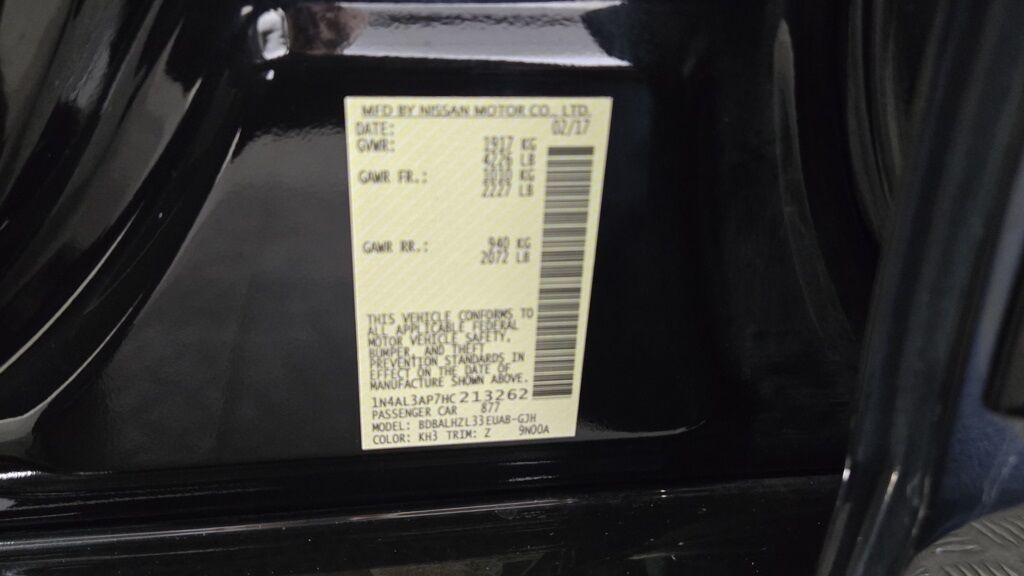 MFD BY NISSAN MOTOR CO., LTD.
DATE: 02/17
GVWR: 1917 KG
4226 LB
GAWR FR.: 1010 KG
2227 LB
GAWR RR.: 940 KG
2072 LB
THIS VEHICLE CONFORMS TO
ALL APPLICABLE FEDERAL
MOTOR VEHICLE SAFETY,
BUMPER, AND THEFT
PREVENTION STANDARDS IN
EFFECT ON THE DATE OF
MANUFACTURE SHOWN ABOVE.
1N4AL3AP7HC213262
PASSENGER CAR 877
MODEL: BDBALHZL33EUAB-GJH
COLOR: KH3 TRIM: Z 9N00A